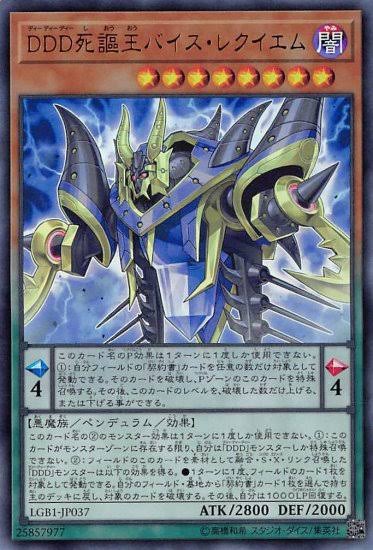 DDD死謳王バイス・レクイエム
闇
このカード名のP効果は1ターンに1度しか使用できない。
①：自分フィールドの「契約書」カードを任意の数だけ対象とし
て発動できる。そのカードを破壊し、Pゾーンのこのカードを特殊
召喚する。その後、このカードのレベルを、破壊した数だけ上げる、
または下げる事ができる。
4
4
【悪魔族／ペンデュラム／効果】
このカード名の②のモンスター効果は1ターンに1度しか使用できない。①：この
カードがモンスターゾーンに存在する限り、自分は「DDD」モンスターしか特殊召喚
できない。②：フィールドのこのカードを素材として融合・S・X・リンク召喚した
「DDD」モンスターは以下の効果を得る。●1ターンに1度、フィールドのカード1枚
を対象として発動できる。自分のフィールド・墓地から「契約書」カード1枚を選んで持ち
主のデッキに戻し、対象のカードを破壊する。その後、自分は1000LP回復する。
LGB1-JP037
ATK/2800
DEF/2000
25857977
©高橋和希 スタジオ・ダイス/集英社